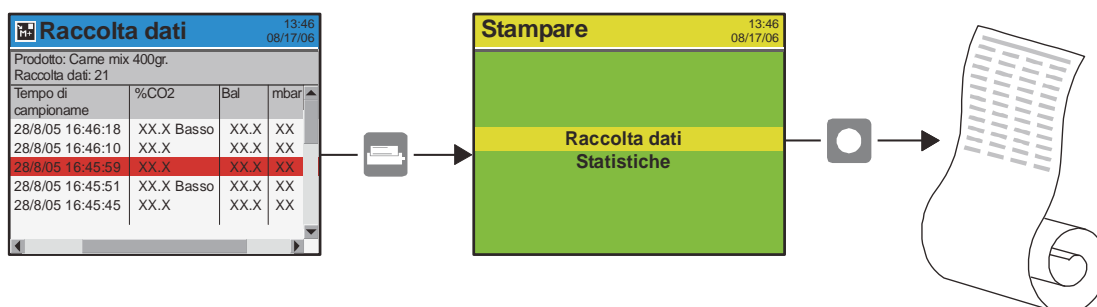 M+ Raccolta dati 13:46
08/17/06
Prodotto: Carne mix 400gr.
Raccolta dati: 21
Tempo di campioname %CO2 Bal mbar
28/8/05 16:46:18 XX.X Basso XX.X XX
28/8/05 16:46:10 XX.X XX.X XX
28/8/05 16:45:59 XX.X XX.X XX
28/8/05 16:45:51 XX.X Basso XX.X XX
28/8/05 16:45:45 XX.X XX.X XX
Stampare 13:46
08/17/06
Raccolta dati
Statistiche